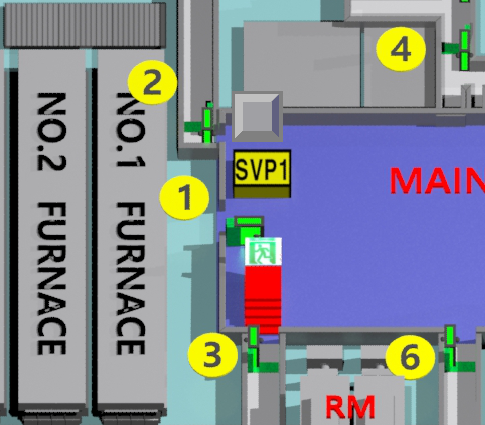 4
2
NO.2 FURNACE
NO.1 FURNACE
SVP1
MAIN
1
3
6
RM